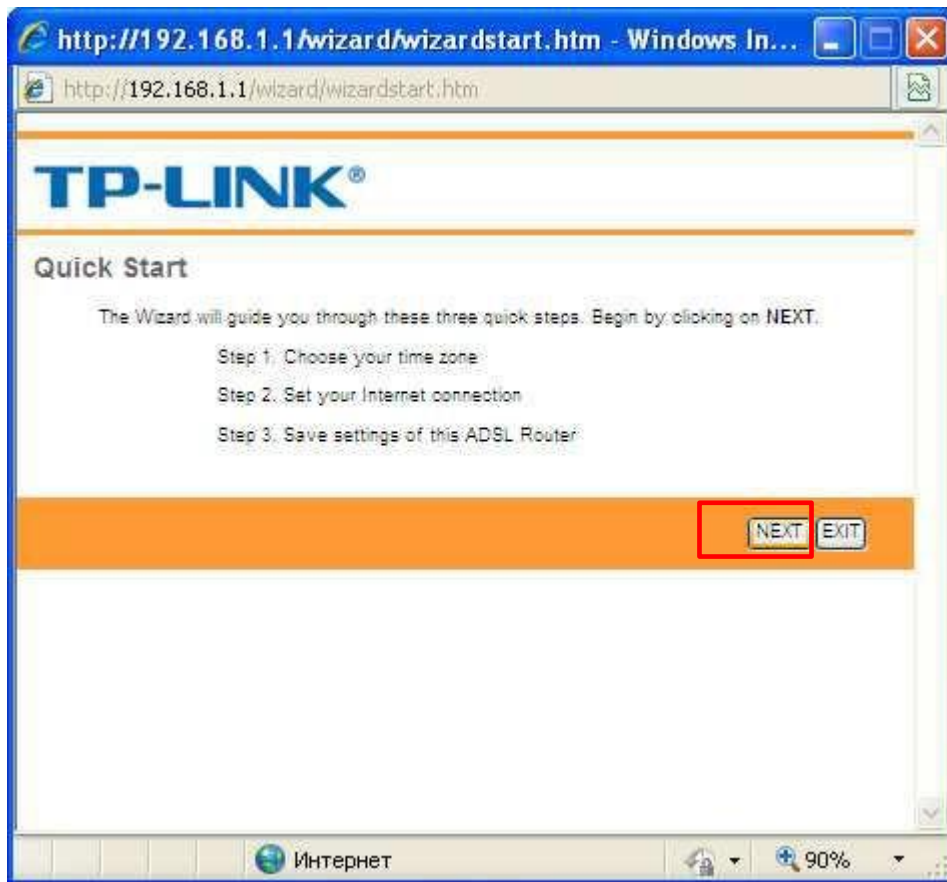 http://192.168.1.1/wizard/wizardstart.htm - Windows In...
http://192.168.1.1/wizard/wizardstart.htm
TP-LINK®
Quick Start
The Wizard will guide you through these three quick steps. Begin by clicking on NEXT.
Step 1. Choose your time zone
Step 2. Set your Internet connection
Step 3. Save settings of this ADSL Router
NEXT EXIT
Интернет 90%